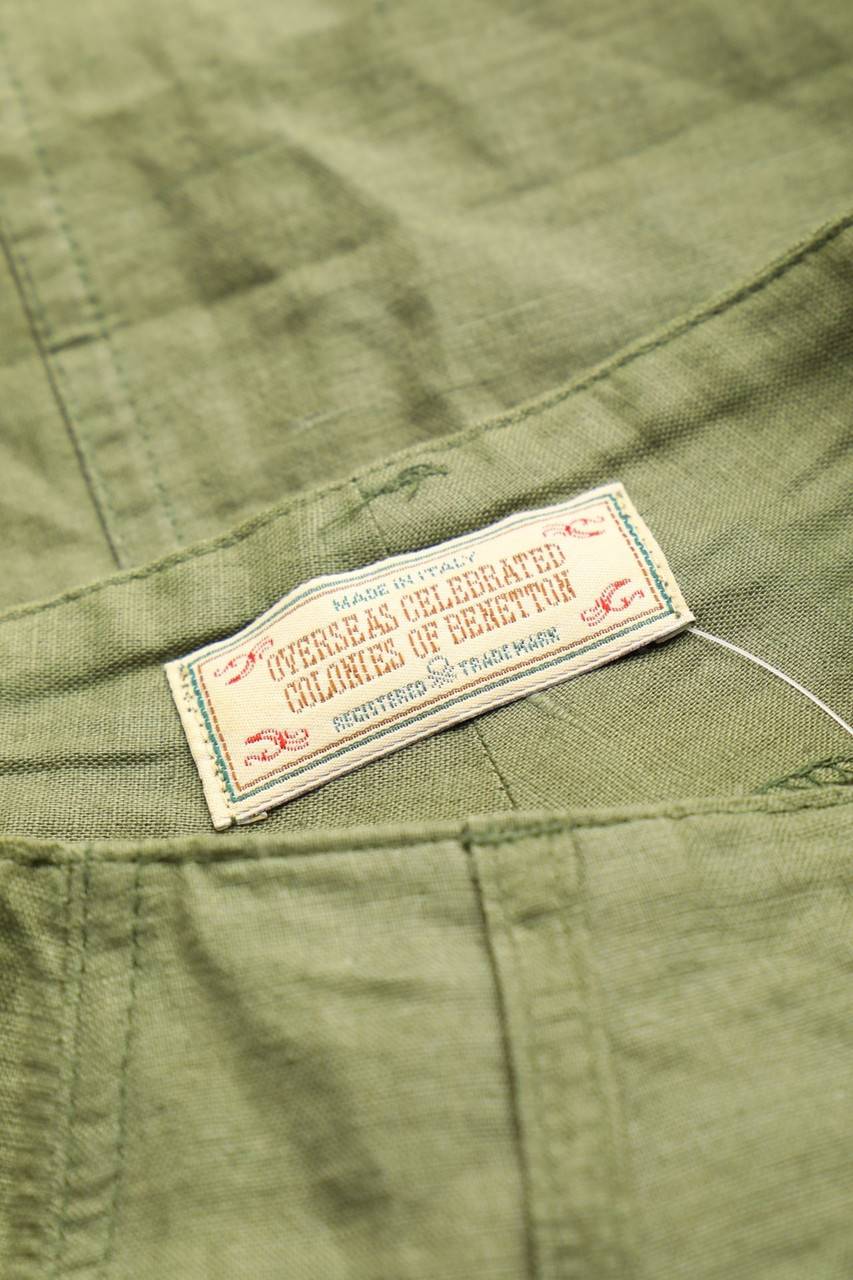 MADE IN ITALY
OVERSEAS CELEBRATED
COLONIES OF BENETTON
REGISTERED TRADEMARK